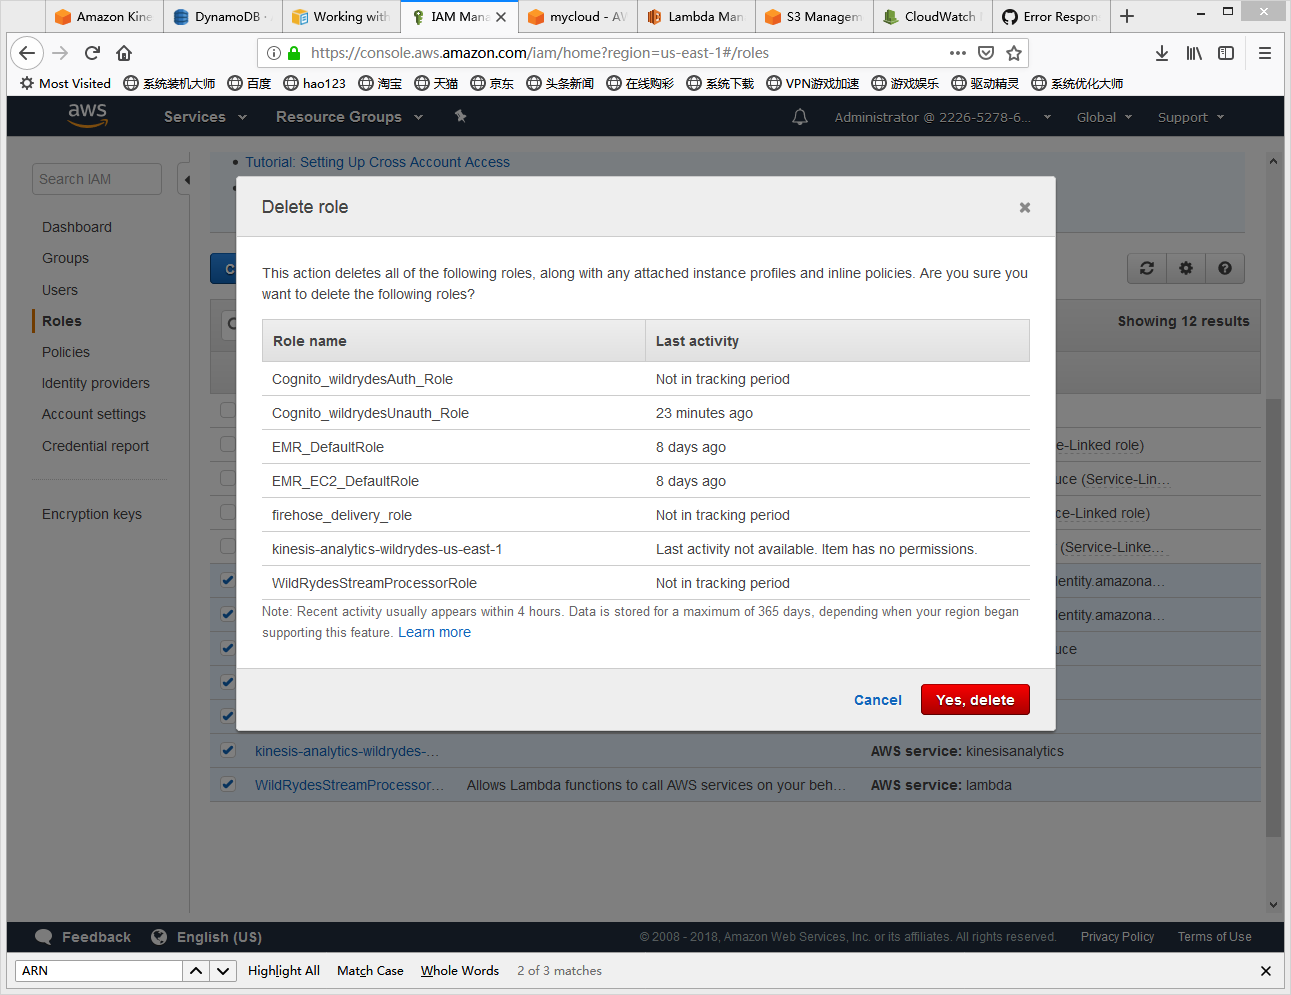 Amazon Kine
DynamoDB ·
Working with
IAM Mana
mycloud - AV
Lambda Man
S3 Managem
CloudWatch
Error Respon
https://console.aws.amazon.com/iam/home?region=us-east-1#/roles
Most Visited 系统装机大师 百度 hao123 淘宝 天猫 京东 头条新闻 在线购彩 系统下载 VPN游戏加速 游戏娱乐 驱动精灵 系统优化大师
aws Services Resource Groups Administrator @ 2226-5278-6... Global Support
Search IAM
Dashboard
Groups
Users
Roles
Policies
Identity providers
Account settings
Credential report
Encryption keys
• Tutorial: Setting Up Cross Account Access
C
Showing 12 results
Delete role
This action deletes all of the following roles, along with any attached instance profiles and inline policies. Are you sure you
want to delete the following roles?
Role name Last activity
Cognito_wildrydesAuth_Role Not in tracking period
Cognito_wildrydesUnauth_Role 23 minutes ago
EMR_DefaultRole 8 days ago
EMR_EC2_DefaultRole 8 days ago
firehose_delivery_role Not in tracking period
kinesis-analytics-wildrydes-us-east-1 Last activity not available. Item has no permissions.
WildRydesStreamProcessorRole Not in tracking period
Note: Recent activity usually appears within 4 hours. Data is stored for a maximum of 365 days, depending when your region began
supporting this feature. Learn more
Cancel Yes, delete
e-Linked role)
uce (Service-Lin...
ce-Linked role)
(Service-Linke...
lentity.amazona...
lentity.amazona...
uce
kinesis-analytics-wildrydes-... AWS service: kinesisanalytics
WildRydesStreamProcessor... Allows Lambda functions to call AWS services on your beh... AWS service: lambda
Feedback English (US) © 2008 - 2018, Amazon Web Services, Inc. or its affiliates. All rights reserved. Privacy Policy Terms of Use
ARN Highlight All Match Case Whole Words 2 of 3 matches